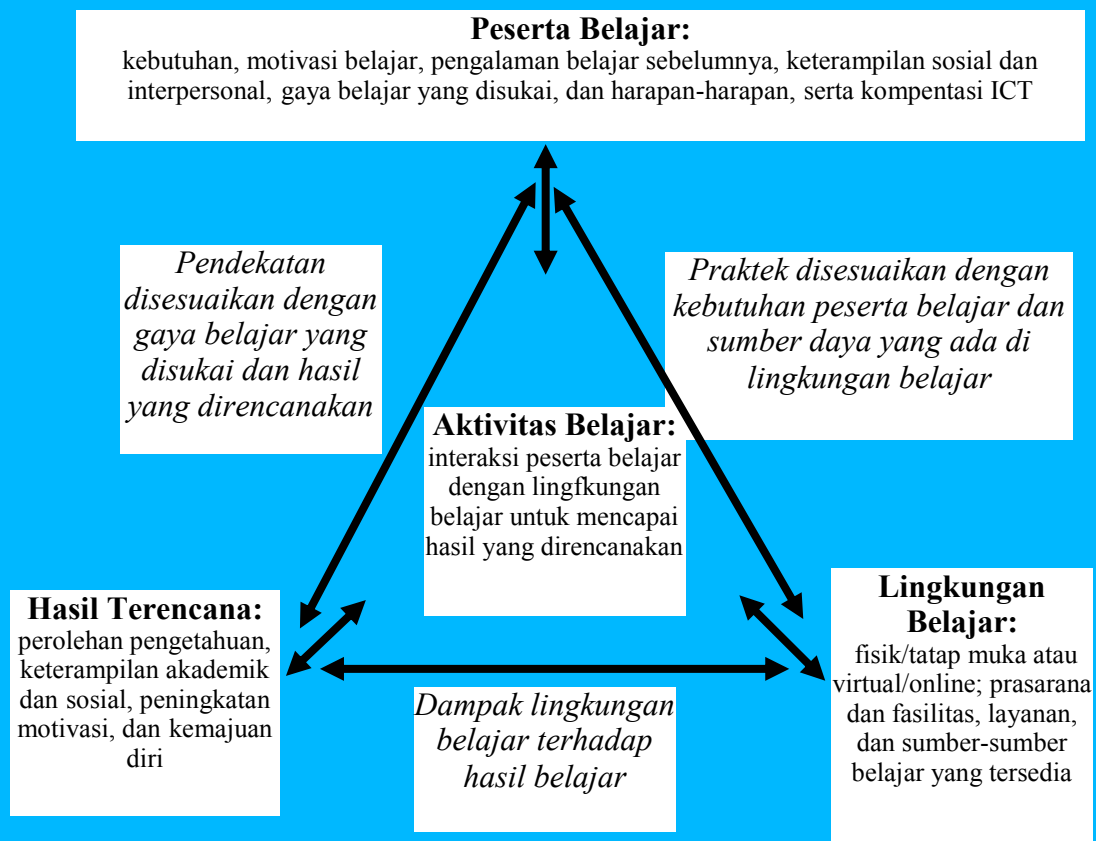 Peserta Belajar:
kebutuhan, motivasi belajar, pengalaman belajar sebelumnya, keterampilan sosial dan
interpersonal, gaya belajar yang disukai, dan harapan-harapan, serta kompentasi ICT
Pendekatan
disesuaikan dengan
gaya belajar yang
disukai dan hasil
yang direncanakan
Praktek disesuaikan dengan
kebutuhan peserta belajar dan
sumber daya yang ada di
lingkungan belajar
Aktivitas Belajar:
interaksi peserta belajar
dengan lingfkungan
belajar untuk mencapai
hasil yang direncanakan
Hasil Terencana:
perolehan pengetahuan,
keterampilan akademik
dan sosial, peningkatan
motivasi, dan kemajuan
diri
Dampak lingkungan
belajar terhadap
hasil belajar
Lingkungan
Belajar:
fisik/tatap muka atau
virtual/online; prasarana
dan fasilitas, layanan,
dan sumber-sumber
belajar yang tersedia